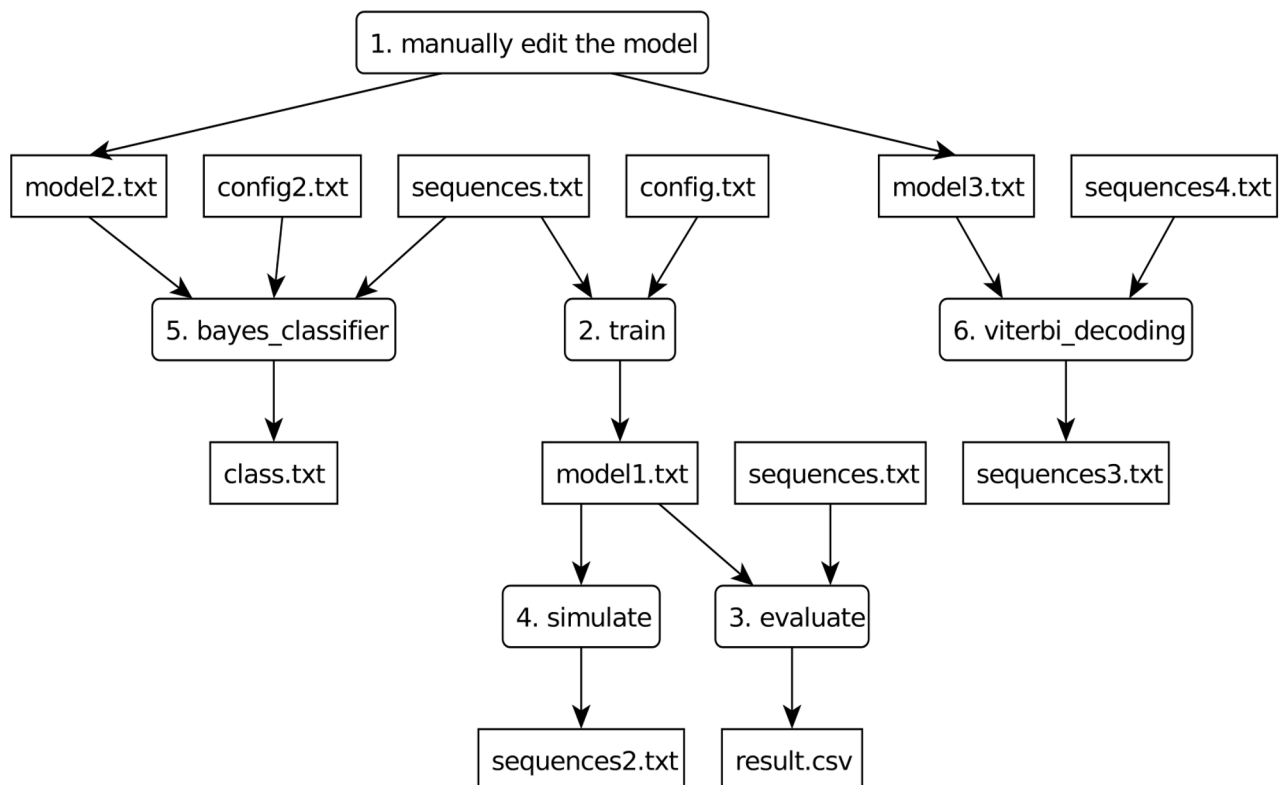 1. manually edit the model
model2.txt
config2.txt
sequences.txt
config.txt
model3.txt
sequences4.txt
5. bayes_classifier
2. train
6. viterbi_decoding
class.txt
model1.txt
sequences.txt
sequences3.txt
4. simulate
3. evaluate
sequences2.txt
result.csv